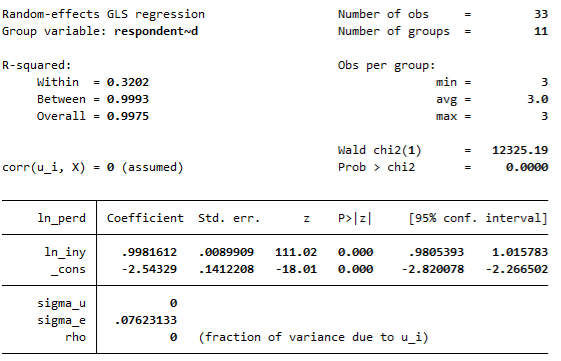 Random-effects GLS regression Number of obs = 33
Group variable: respondent~d Number of groups = 11
R-squared: Obs per group:
Within = 0.3202 min = 3
Between = 0.9993 avg = 3.0
Overall = 0.9975 max = 3
Wald chi2(1) = 12325.19
corr(u_i, X) = 0 (assumed) Prob > chi2 = 0.0000
ln_perd Coefficient Std. err. z P>|z| [95% conf. interval]
ln_iny .9981612 .0089909 111.02 0.000 .9805393 1.015783
_cons -2.54329 .1412208 -18.01 0.000 -2.820078 -2.266502
sigma_u 0
sigma_e .07623133
rho 0 (fraction of variance due to u_i)